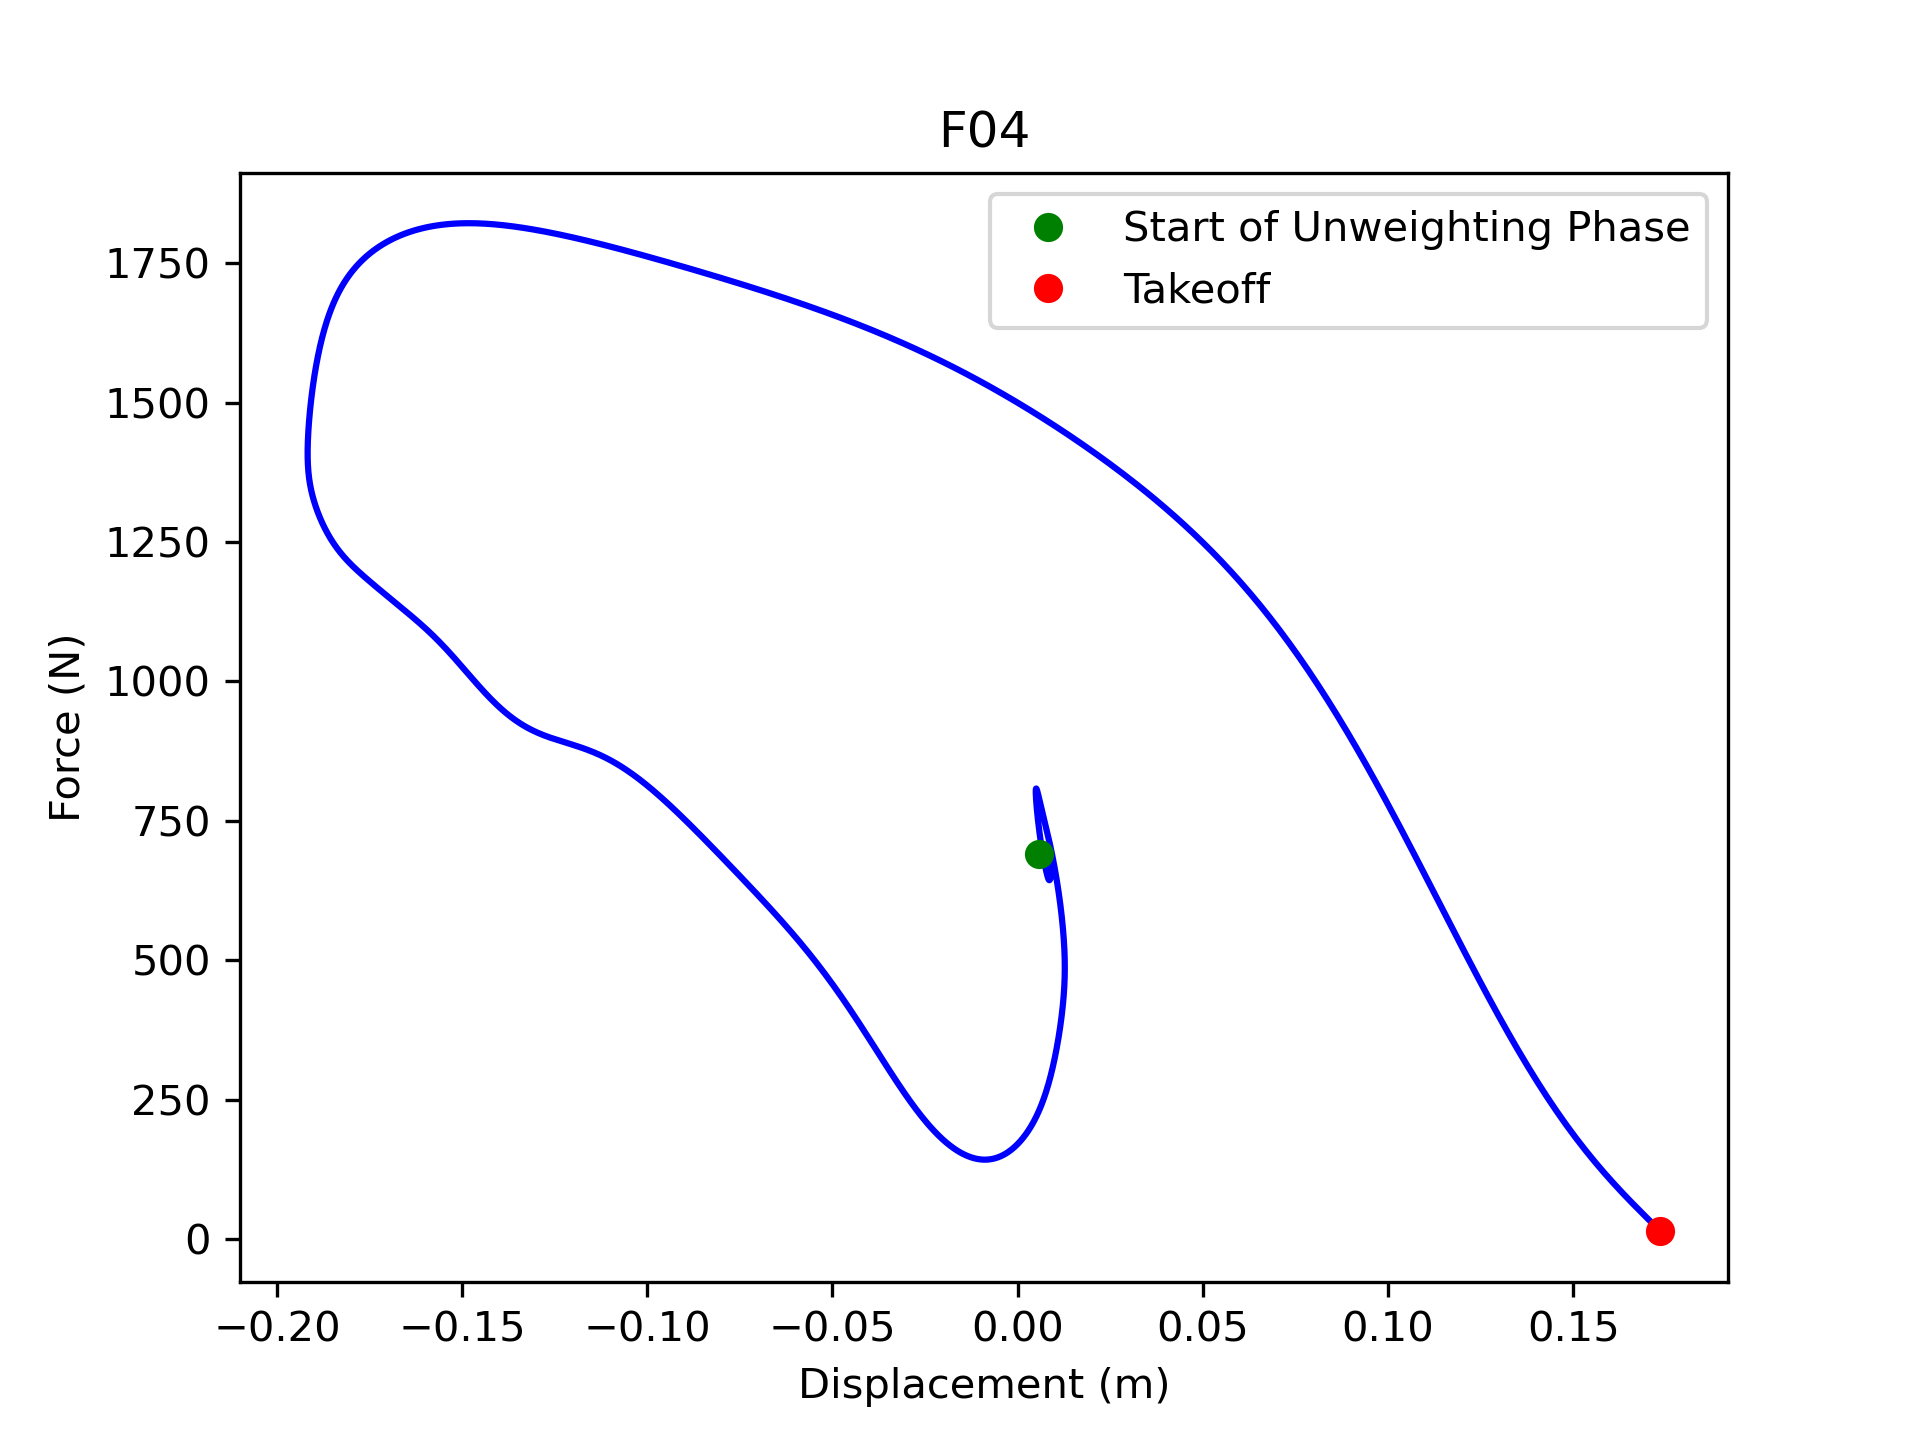 F04
Start of Unweighting Phase
Takeoff
Force (N)
1750
1500
1250
1000
750
500
250
0
−0.20 −0.15 −0.10 −0.05 0.00 0.05 0.10 0.15
Displacement (m)